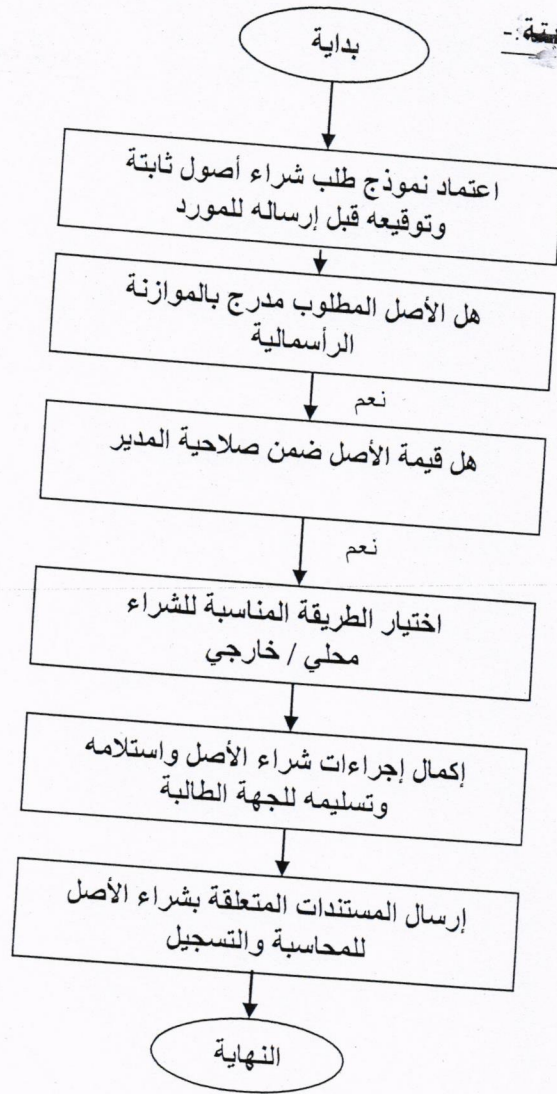 بداية
اعتماد نموذج طلب شراء أصول ثابتة
وتوقيعه قبل إرساله للمورد
هل الأصل المطلوب مدرج بالموازنة
الرأسمالية
نعم
هل قيمة الأصل ضمن صلاحية المدير
نعم
اختيار الطريقة المناسبة للشراء
محلي / خارجي
إكمال إجراءات شراء الأصل واستلامه
وتسليمه للجهة الطالبة
إرسال المستندات المتعلقة بشراء الأصل
للمحاسبة والتسجيل
النهاية